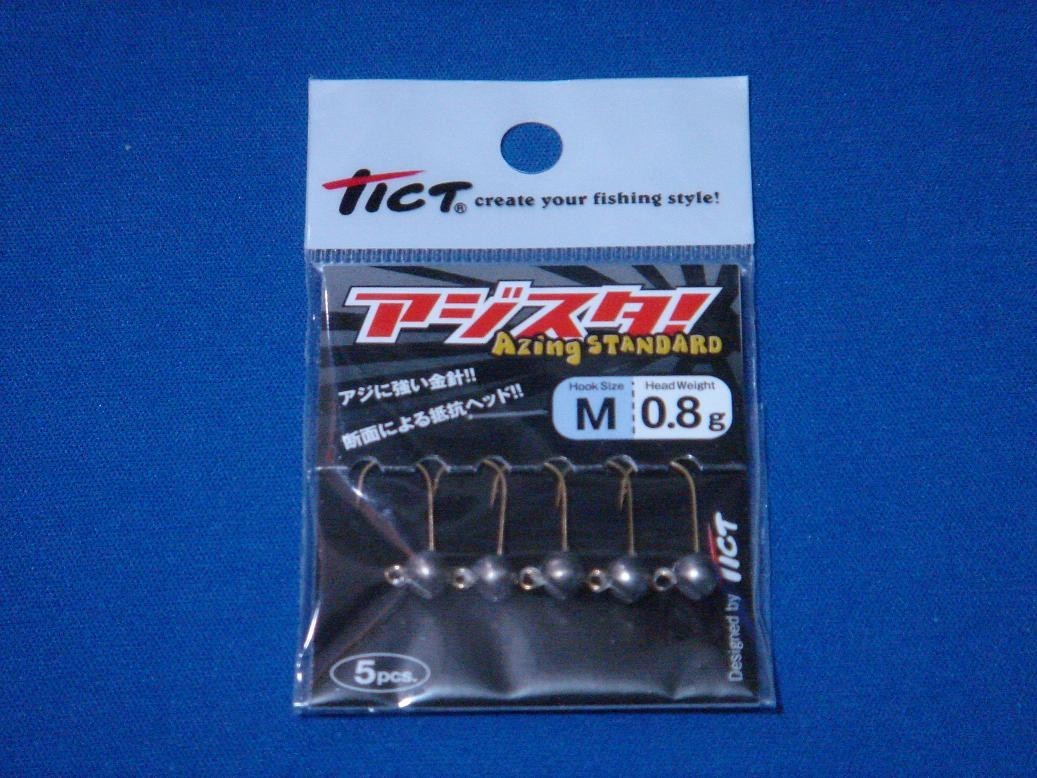 TICT® create your fishing style!
アジスタ!
Azing STANDARD
アジに強い金針!!
断面による抵抗ヘッド!!
Hook Size
M
Head Weight
0.8g
Designed by TICT
5pcs.